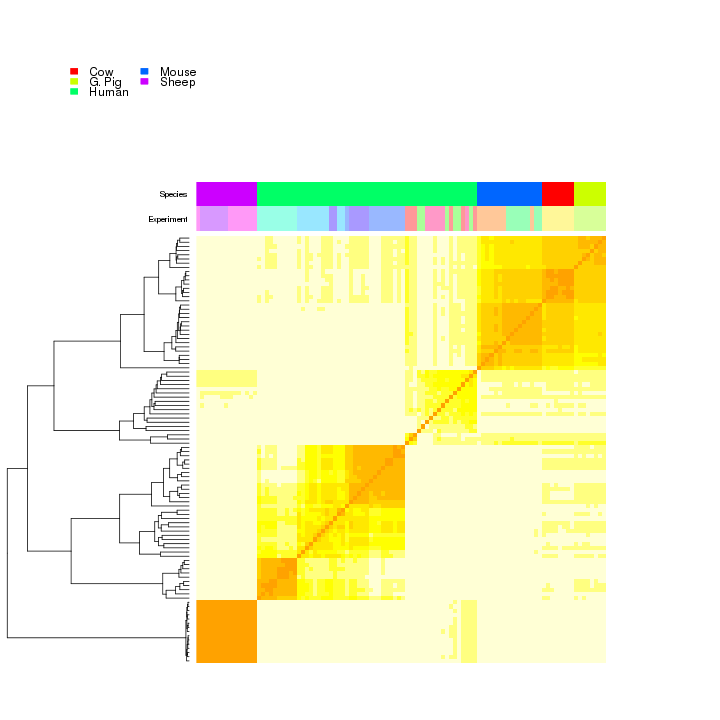 Cow
G. Pig
Human
Mouse
Sheep
Species
Experiment